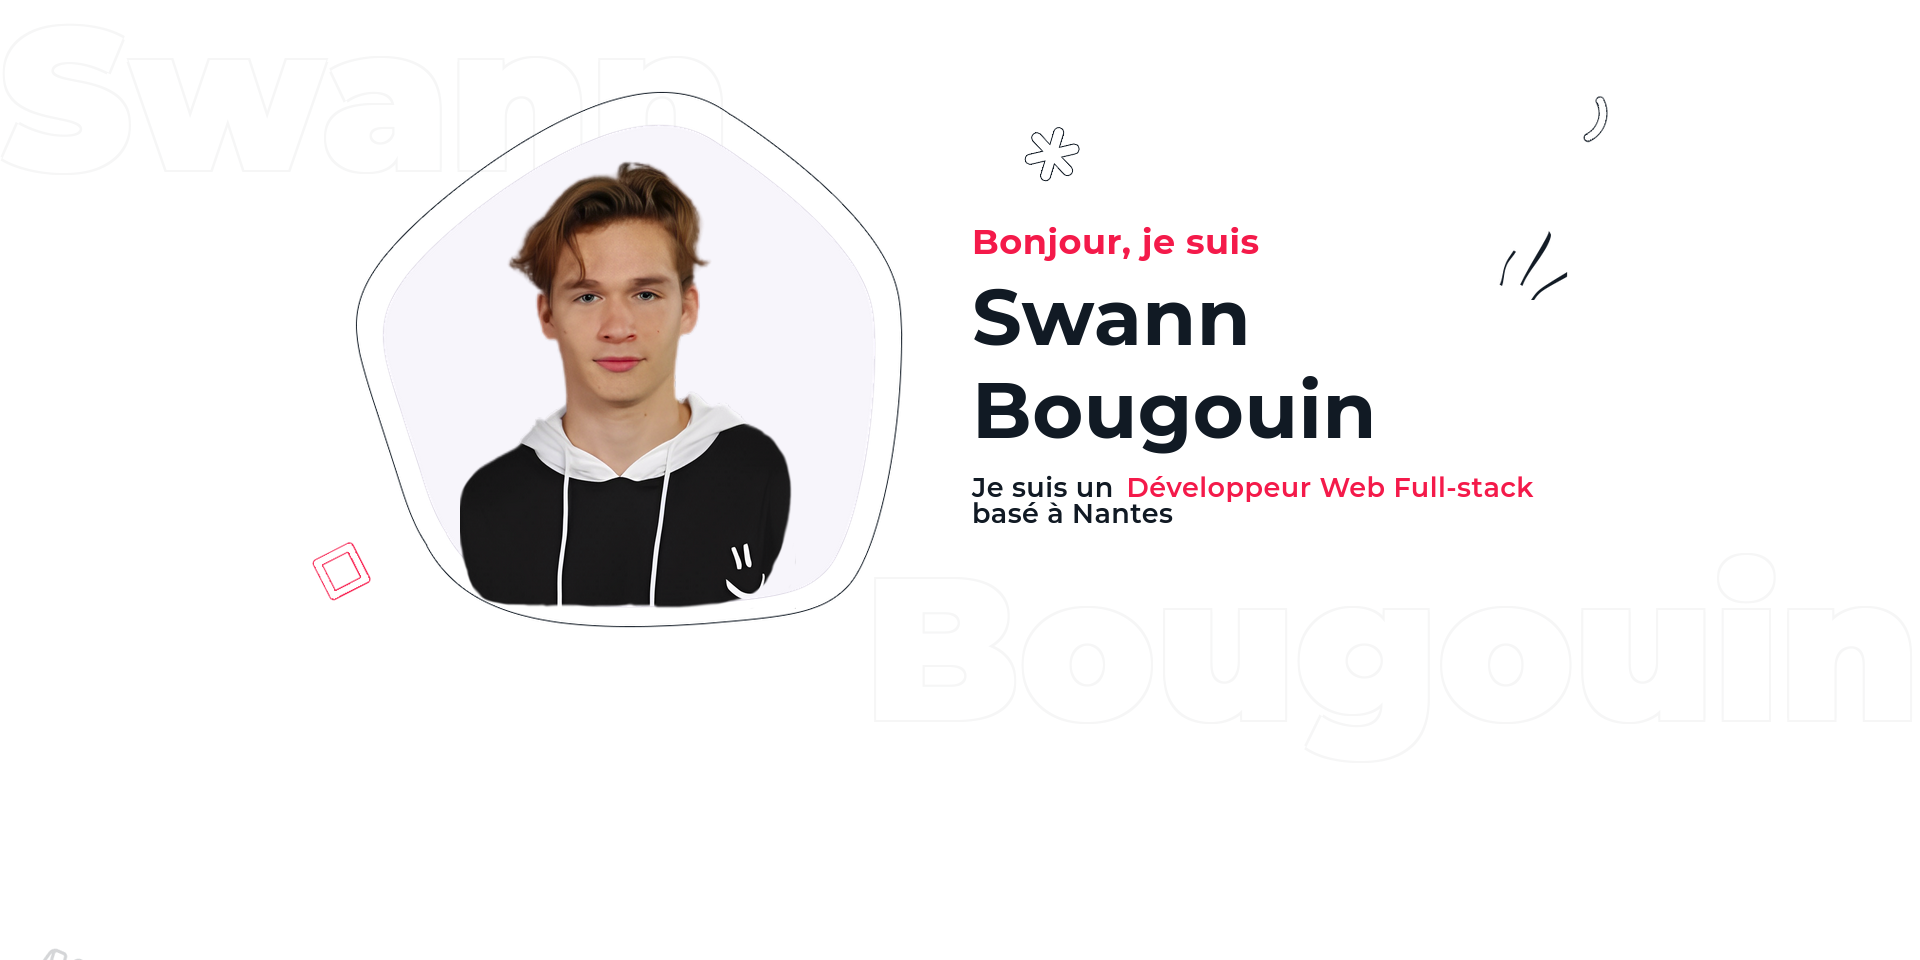 Swann
Bonjour, je suis
Swann
Bougouin
Je suis un Développeur Web Full-stack
basé à Nantes
Bougouin